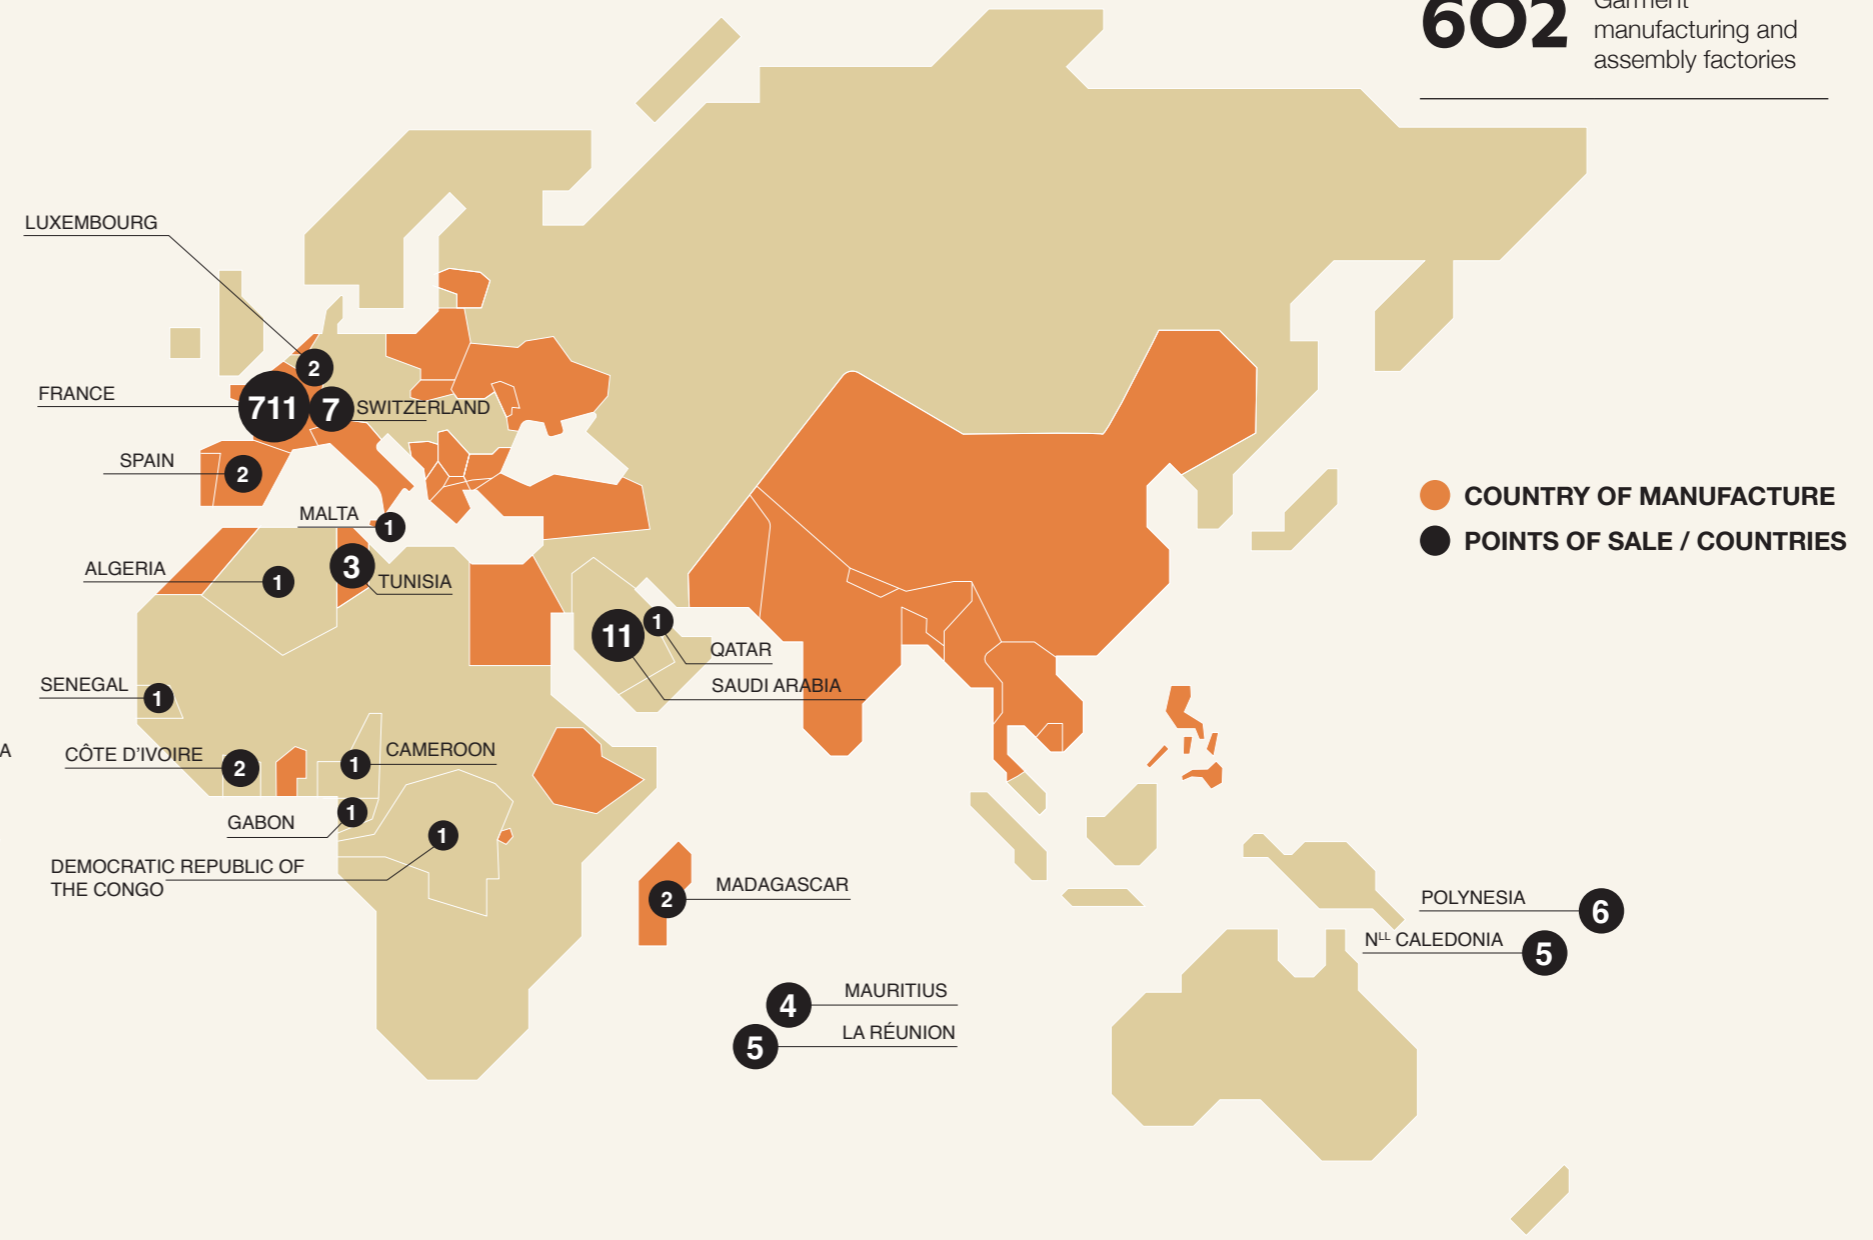 602
Garment
manufacturing and
assembly factories
LUXEMBOURG
2
FRANCE
711
7
SWITZERLAND
SPAIN
2
MALTA
1
ALGERIA
1
3
TUNISIA
11
1
QATAR
SAUDI ARABIA
SENEGAL
1
A
CÔTE D'IVOIRE
2
1
CAMEROON
GABON
1
DEMOCRATIC REPUBLIC OF
THE CONGO
1
2
MADAGASCAR
4
MAURITIUS
5
LA RÉUNION
COUNTRY OF MANUFACTURE
POINTS OF SALE / COUNTRIES
POLYNESIA
6
NLL CALEDONIA
5